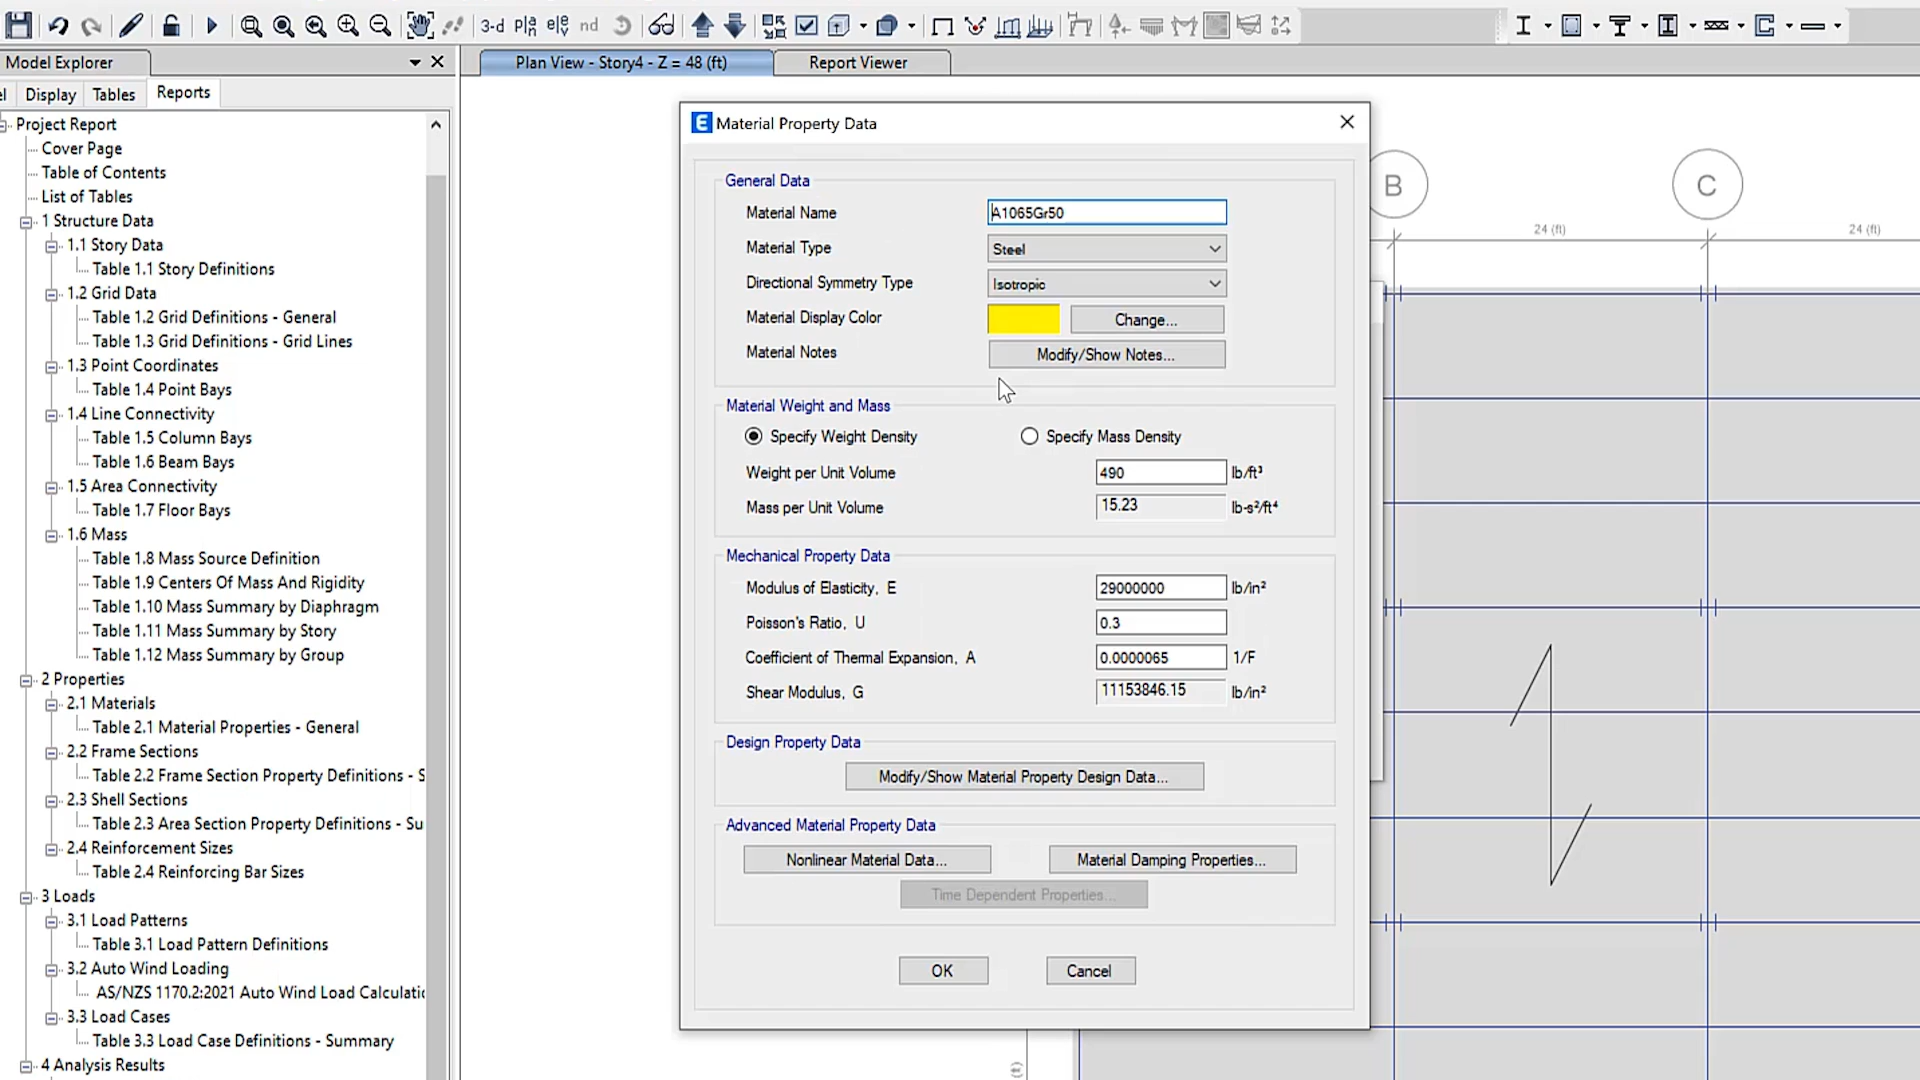 3-d
nd
Model Explorer
Plan View - Story4 - Z = 48 (ft)
Report Viewer
Display
Tables
Reports
Project Report
Cover Page
Table of Contents
List of Tables
1 Structure Data
1.1 Story Data
Table 1.1 Story Definitions
1.2 Grid Data
Table 1.2 Grid Definitions - General
Table 1.3 Grid Definitions - Grid Lines
1.3 Point Coordinates
Table 1.4 Point Bays
1.4 Line Connectivity
Table 1.5 Column Bays
Table 1.6 Beam Bays
1.5 Area Connectivity
Table 1.7 Floor Bays
1.6 Mass
Table 1.8 Mass Source Definition
Table 1.9 Centers Of Mass And Rigidity
Table 1.10 Mass Summary by Diaphragm
Table 1.11 Mass Summary by Story
Table 1.12 Mass Summary by Group
2 Properties
2.1 Materials
Table 2.1 Material Properties - General
2.2 Frame Sections
Table 2.2 Frame Section Property Definitions - S
2.3 Shell Sections
Table 2.3 Area Section Property Definitions - Su
2.4 Reinforcement Sizes
Table 2.4 Reinforcing Bar Sizes
3 Loads
3.1 Load Patterns
Table 3.1 Load Pattern Definitions
3.2 Auto Wind Loading
AS/NZS 1170.2:2021 Auto Wind Load Calculatic
3.3 Load Cases
Table 3.3 Load Case Definitions - Summary
4 Analysis Results
E Material Property Data
General Data
Material Name A1065Gr50
Material Type Steel
Directional Symmetry Type Isotropic
Material Display Color Change...
Material Notes Modify/Show Notes...
Material Weight and Mass
Specify Weight Density Specify Mass Density
Weight per Unit Volume 490 lb/ft³
Mass per Unit Volume 15.23 lb-s²/ft⁴
Mechanical Property Data
Modulus of Elasticity, E 29000000 lb/in²
Poisson's Ratio, U 0.3
Coefficient of Thermal Expansion, A 0.0000065 1/F
Shear Modulus, G 11153846.15 lb/in²
Design Property Data
Modify/Show Material Property Design Data...
Advanced Material Property Data
Nonlinear Material Data... Material Damping Properties...
Time Dependent Properties...
OK Cancel
B C
24 (ft) 24 (ft)